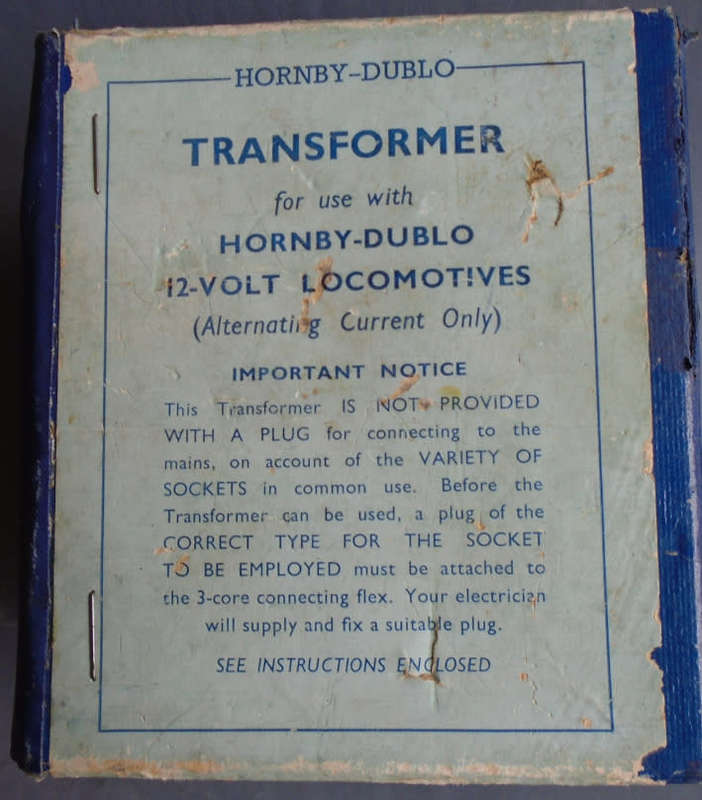 HORNBY-DUBLO
TRANSFORMER
for use with
HORNBY-DUBLO
12-VOLT LOCOMOTIVES
(Alternating Current Only)
IMPORTANT NOTICE
This Transformer IS NOT PROVIDED
WITH A PLUG for connecting to the
mains, on account of the VARIETY OF
SOCKETS in common use. Before the
Transformer can be used, a plug of the
CORRECT TYPE FOR THE SOCKET
TO BE EMPLOYED must be attached to
the 3-core connecting flex. Your electrician
will supply and fix a suitable plug.
SEE INSTRUCTIONS ENCLOSED